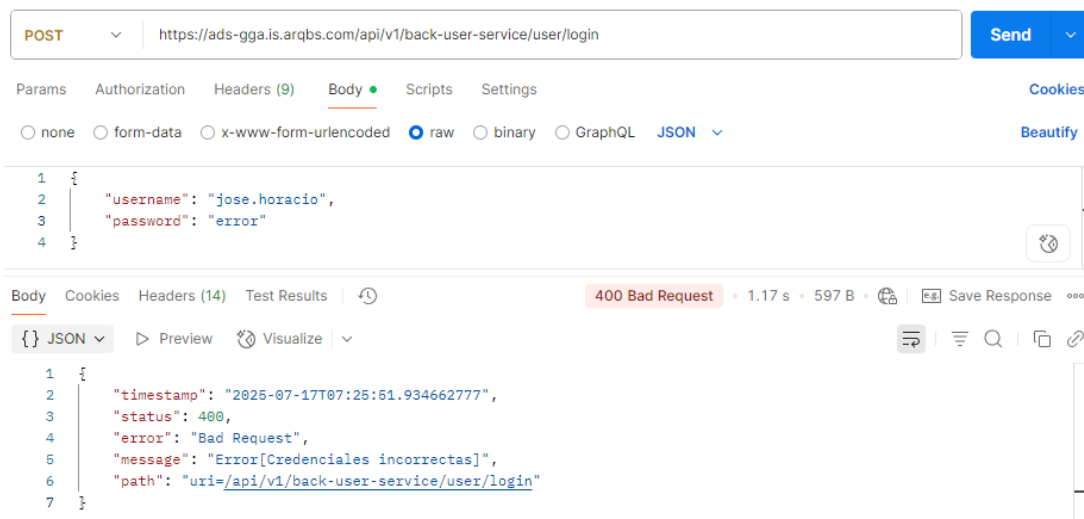 POST https://ads-gga.is.arqbs.com/api/v1/back-user-service/user/login Send
Params Authorization Headers (9) Body Scripts Settings Cookies
none form-data x-www-form-urlencoded raw binary GraphQL JSON Beautify
1 {
2 "username": "jose.horacio",
3 "password": "error"
4 }
Body Cookies Headers (14) Test Results 400 Bad Request • 1.17 s • 597 B • e.g. Save Response
{} JSON Preview Visualize
1 {
2 "timestamp": "2025-07-17T07:25:51.934662777",
3 "status": 400,
4 "error": "Bad Request",
5 "message": "Error[Credenciales incorrectas]",
6 "path": "uri=/api/v1/back-user-service/user/login"
7 }